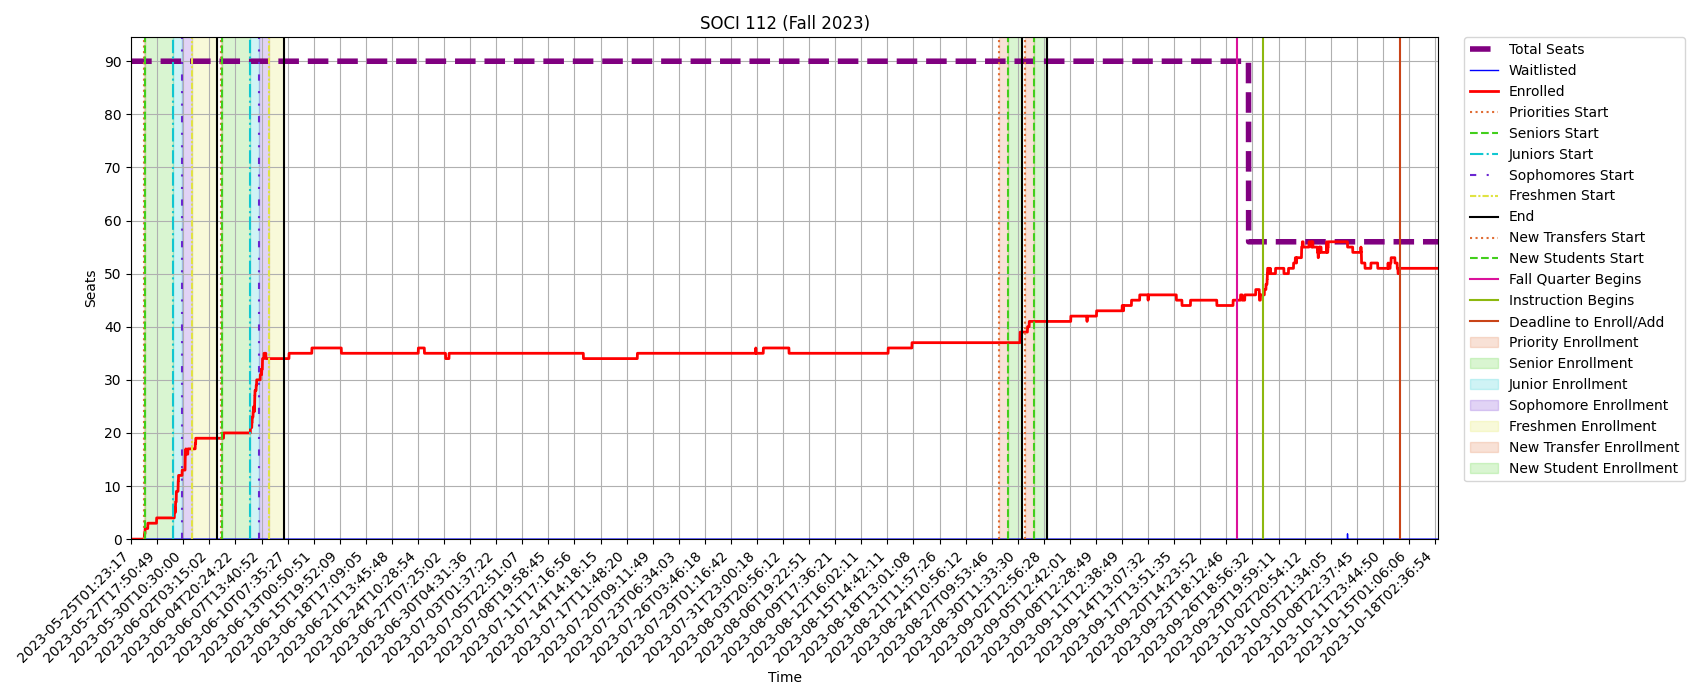 SOCI 112 (Fall 2023)
Seats
90
80
70
60
50
40
30
20
10
0
2023-05-25T01:23:17
2023-05-27T17:50:49
2023-05-30T10:30:00
2023-06-02T03:15:02
2023-06-04T20:24:22
2023-06-07T13:40:52
2023-06-10T07:35:27
2023-06-13T00:50:51
2023-06-15T19:52:09
2023-06-18T17:09:05
2023-06-21T13:45:48
2023-06-24T10:28:54
2023-06-27T07:25:02
2023-06-30T04:31:36
2023-07-03T01:37:22
2023-07-05T22:51:07
2023-07-08T19:58:45
2023-07-11T17:16:56
2023-07-14T14:18:15
2023-07-17T11:48:20
2023-07-20T09:11:49
2023-07-23T06:34:03
2023-07-26T03:46:18
2023-07-29T01:16:42
2023-07-31T23:00:18
2023-08-03T20:56:12
2023-08-06T19:22:51
2023-08-09T17:36:21
2023-08-12T16:02:11
2023-08-15T14:42:11
2023-08-18T13:01:08
2023-08-21T11:57:26
2023-08-24T10:56:12
2023-08-27T09:53:46
2023-08-30T11:33:30
2023-09-02T12:56:28
2023-09-05T12:42:01
2023-09-08T12:28:49
2023-09-11T12:38:49
2023-09-14T13:07:32
2023-09-17T13:51:35
2023-09-20T14:23:52
2023-09-23T18:12:46
2023-09-26T18:56:32
2023-09-29T19:59:11
2023-10-02T20:54:12
2023-10-05T21:34:05
2023-10-08T22:37:45
2023-10-11T23:44:50
2023-10-15T01:06:06
2023-10-18T02:36:54
Time
Total Seats
Waitlisted
Enrolled
Priorities Start
Seniors Start
Juniors Start
Sophomores Start
Freshmen Start
End
New Transfers Start
New Students Start
Fall Quarter Begins
Instruction Begins
Deadline to Enroll/Add
Priority Enrollment
Senior Enrollment
Junior Enrollment
Sophomore Enrollment
Freshmen Enrollment
New Transfer Enrollment
New Student Enrollment